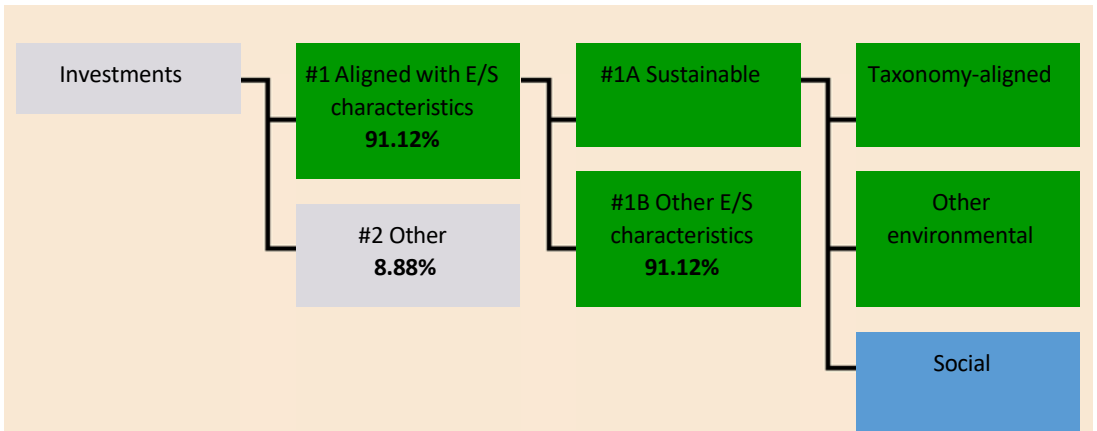 Investments
#1 Aligned with E/S
characteristics
91.12%
#2 Other
8.88%
#1A Sustainable
#1B Other E/S
characteristics
91.12%
Taxonomy-aligned
Other
environmental
Social